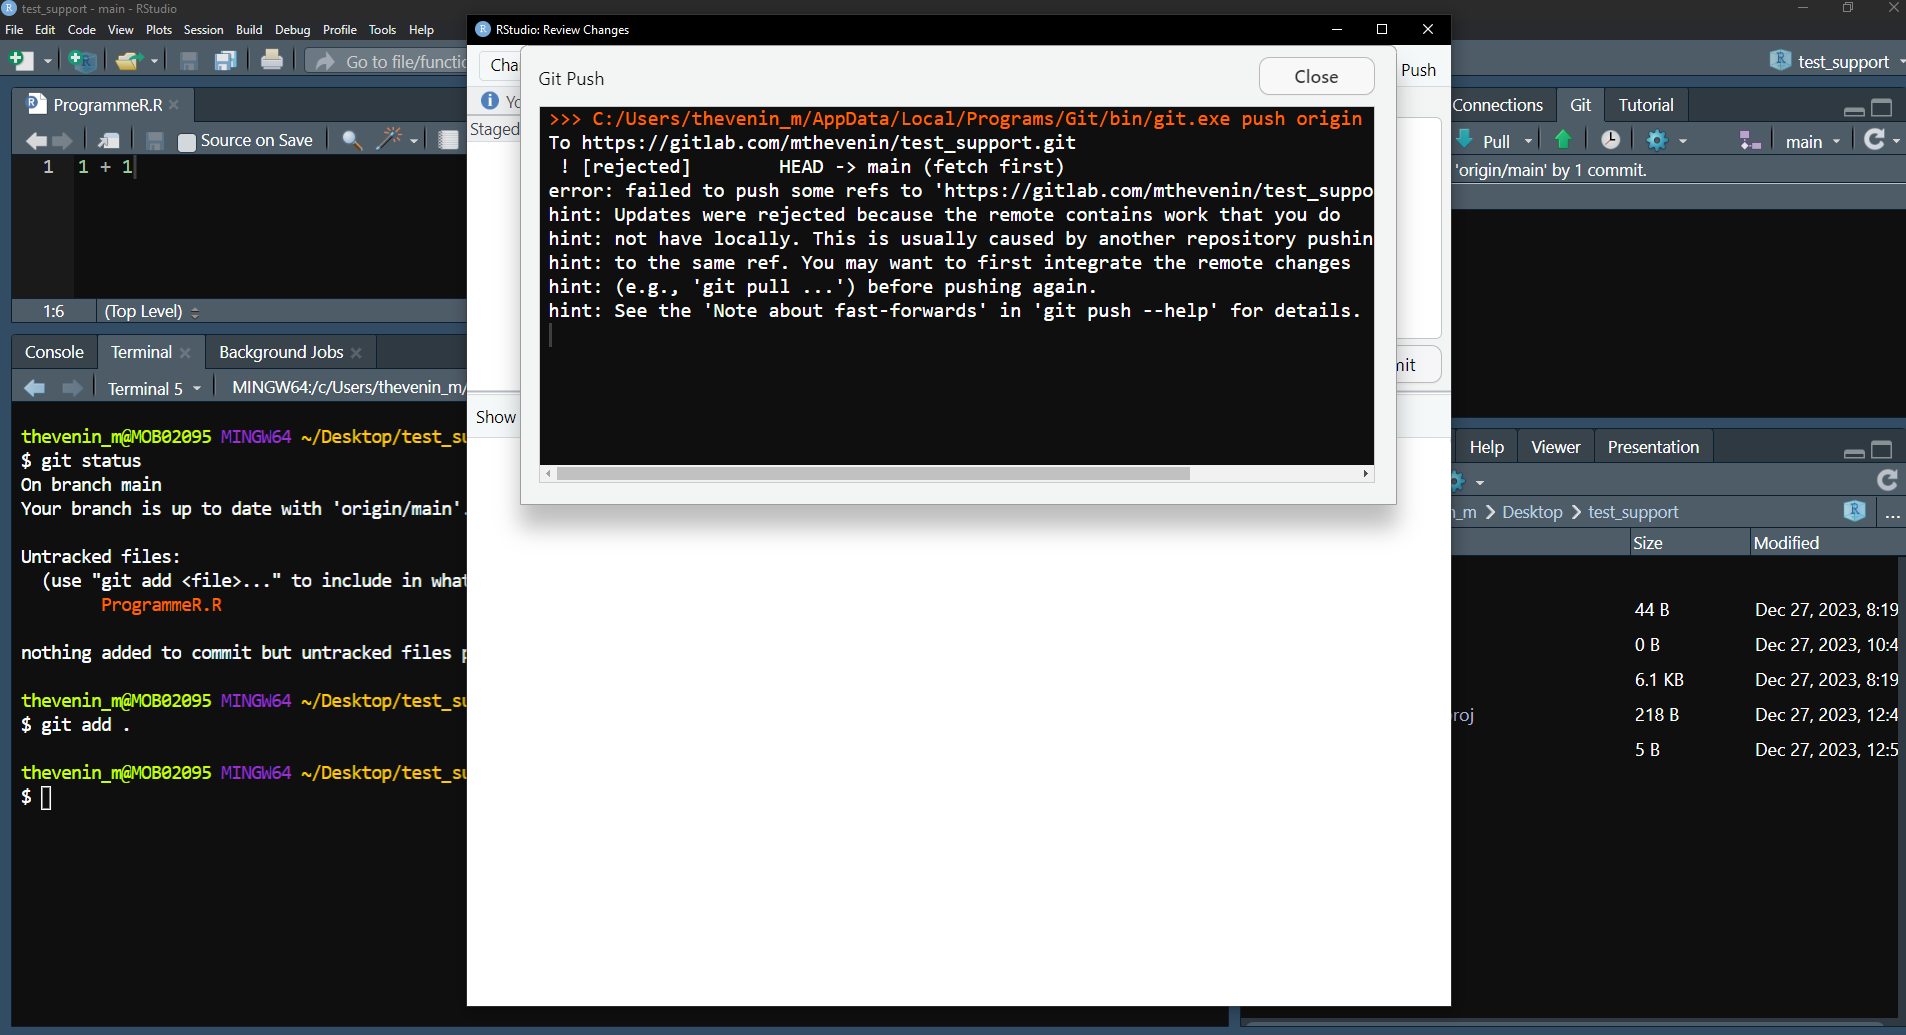 test_support - main - RStudio
File Edit Code View Plots Session Build Debug Profile Tools Help
Go to file/functic
test_support
ProgrammeR.R
Source on Save
1 1 + 1
1:6 (Top Level)
Console Terminal Background Jobs
Terminal 5 MINGW64:/c/Users/thevenin_m/
thevenin_m@MOB02095 MINGW64 ~/Desktop/test_su
$ git status
On branch main
Your branch is up to date with 'origin/main'.
Untracked files:
(use "git add <file>..." to include in what
ProgrammeR.R
nothing added to commit but untracked files p
thevenin_m@MOB02095 MINGW64 ~/Desktop/test_su
$ git add .
thevenin_m@MOB02095 MINGW64 ~/Desktop/test_su
$
RStudio: Review Changes
Cha
Push
Yo
Staged
mit
Show
Git Push
Close
>>> C:/Users/thevenin_m/AppData/Local/Programs/Git/bin/git.exe push origin
To https://gitlab.com/mthevenin/test_support.git
! [rejected] HEAD -> main (fetch first)
error: failed to push some refs to 'https://gitlab.com/mthevenin/test_suppo
hint: Updates were rejected because the remote contains work that you do
hint: not have locally. This is usually caused by another repository pushin
hint: to the same ref. You may want to first integrate the remote changes
hint: (e.g., 'git pull ...') before pushing again.
hint: See the 'Note about fast-forwards' in 'git push --help' for details.
Connections Git Tutorial
Pull main
'origin/main' by 1 commit.
Help Viewer Presentation
_m Desktop test_support ...
Size Modified
44 B Dec 27, 2023, 8:19
0 B Dec 27, 2023, 10:4
6.1 KB Dec 27, 2023, 8:19
roj 218 B Dec 27, 2023, 12:4
5 B Dec 27, 2023, 12:5